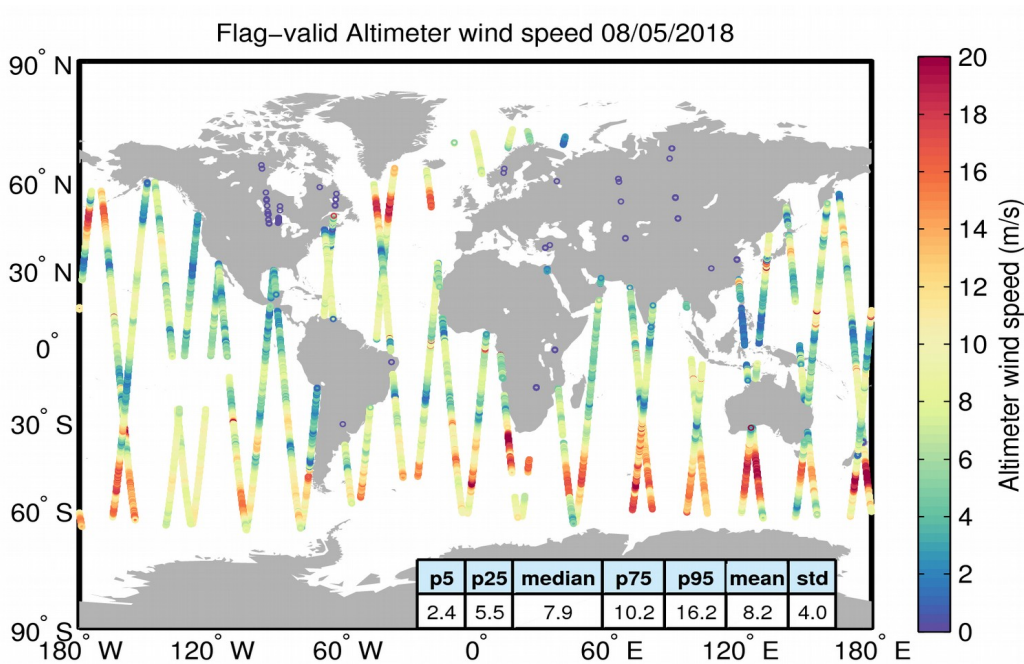 Flag−valid Altimeter wind speed 08/05/2018
90° N
60° N
30° N
0°
30° S
60° S
90° S
180° W
120° W
60° W
0°
60° E
120° E
180° E
p5 p25 median p75 p95 mean std
2.4 5.5 7.9 10.2 16.2 8.2 4.0
20
18
16
14
12
10
8
6
4
2
0
Altimeter wind speed (m/s)